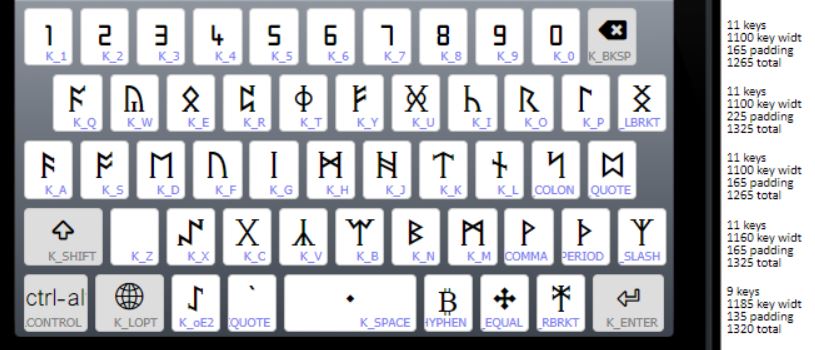 1 2 3 4 5 6 7 8 9 0
K_1 K_2 K_3 K_4 K_5 K_6 K_7 K_8 K_9 K_0 K_BKSP
11 keys
1100 key widt
165 padding
1265 total
ᚩ ᛟ ᚠ ᚱ ᛚ
K_Q K_W K_E K_R K_T K_Y K_U K_I K_O K_P _LBRKT
11 keys
1100 key widt
225 padding
1325 total
ᚪ ᚢ ᛁ ᛗ ᚻ ᛏ ᚾ ᛞ
K_A K_S K_D K_F K_G K_H K_J K_K K_L COLON QUOTE
11 keys
1100 key widt
165 padding
1265 total
ᚷ ᛒ ᚹ ᚦ ᛉ
K_SHIFT K_Z K_X K_C K_V K_B K_N K_M COMMA PERIOD _SLASH
11 keys
1160 key widt
165 padding
1325 total
ctrl-al ` ·
CONTROL K_LOPT K_oE2 QUOTE K_SPACE HYPHEN _EQUAL _RBRKT K_ENTER
9 keys
1185 key widt
135 padding
1320 total